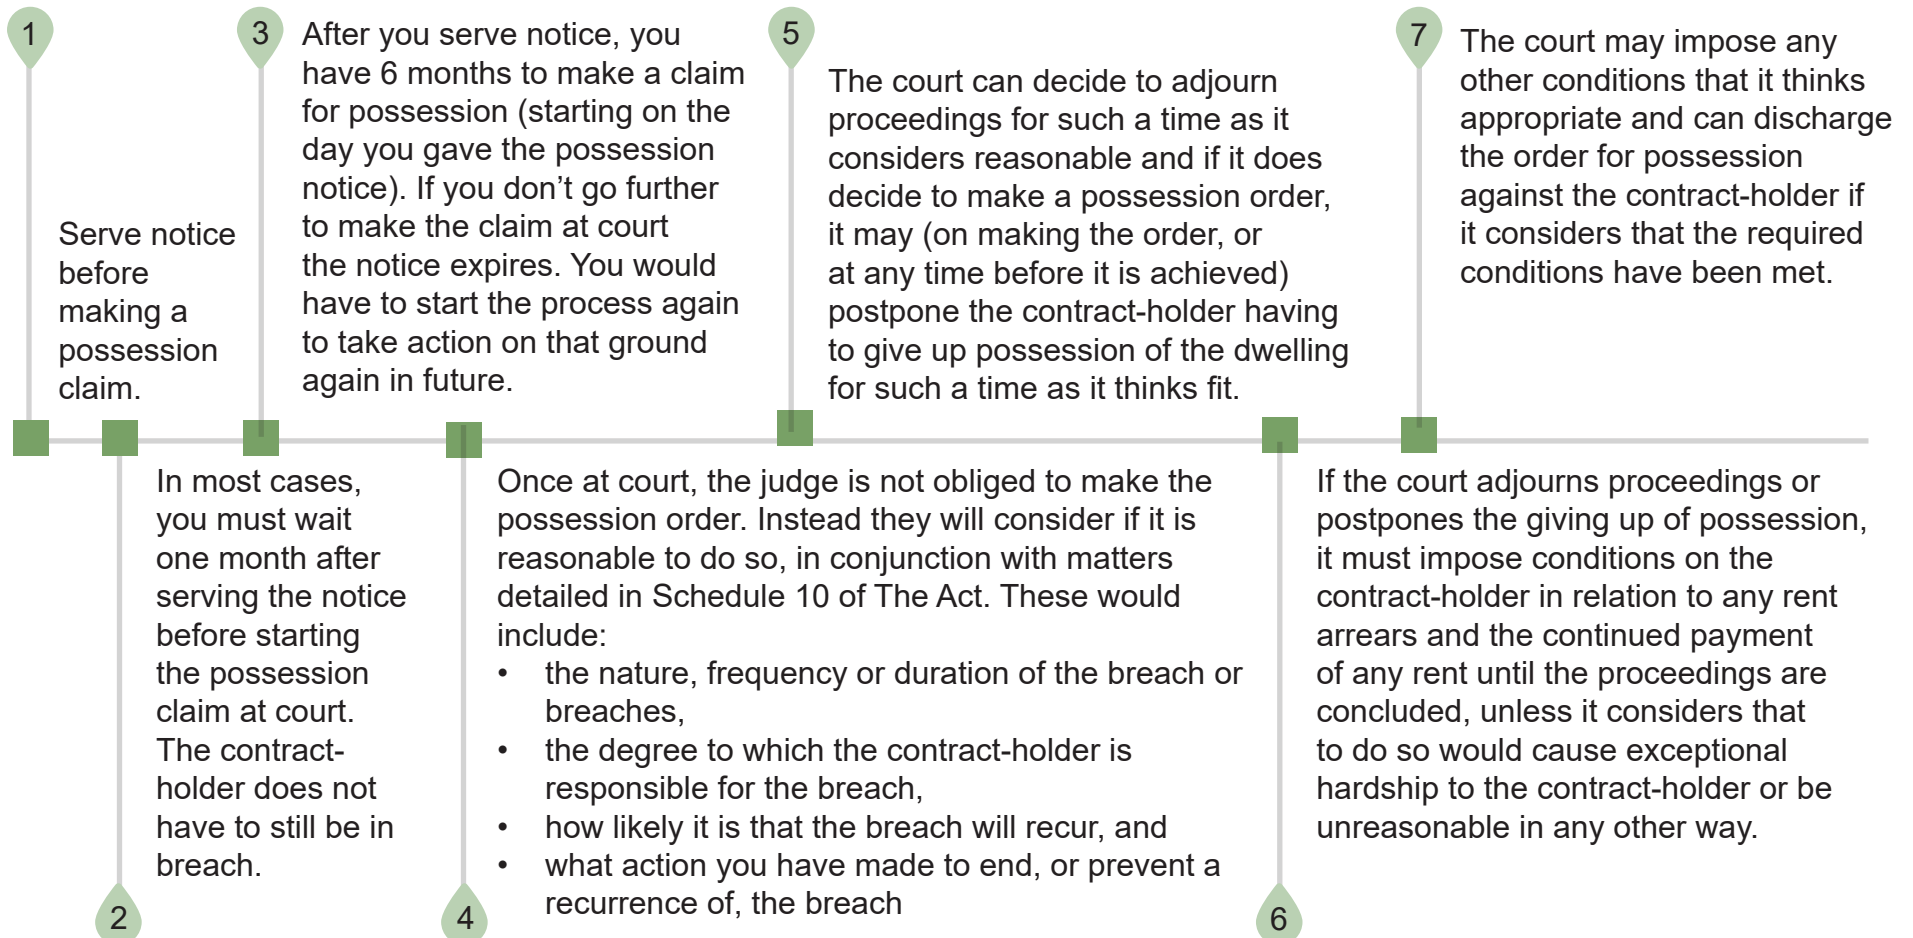 1
Serve notice
before
making a
possession
claim.
2
In most cases,
you must wait
one month after
serving the notice
before starting
the possession
claim at court.
The contract-
holder does not
have to still be in
breach.
3
After you serve notice, you
have 6 months to make a claim
for possession (starting on the
day you gave the possession
notice). If you don’t go further
to make the claim at court
the notice expires. You would
have to start the process again
to take action on that ground
again in future.
4
Once at court, the judge is not obliged to make the
possession order. Instead they will consider if it is
reasonable to do so, in conjunction with matters
detailed in Schedule 10 of The Act. These would
include:
• the nature, frequency or duration of the breach or
breaches,
• the degree to which the contract-holder is
responsible for the breach,
• how likely it is that the breach will recur, and
• what action you have made to end, or prevent a
recurrence of, the breach
5
The court can decide to adjourn
proceedings for such a time as it
considers reasonable and if it does
decide to make a possession order,
it may (on making the order, or
at any time before it is achieved)
postpone the contract-holder having
to give up possession of the dwelling
for such a time as it thinks fit.
6
If the court adjourns proceedings or
postpones the giving up of possession,
it must impose conditions on the
contract-holder in relation to any rent
arrears and the continued payment
of any rent until the proceedings are
concluded, unless it considers that
to do so would cause exceptional
hardship to the contract-holder or be
unreasonable in any other way.
7
The court may impose any
other conditions that it thinks
appropriate and can discharge
the order for possession
against the contract-holder if
it considers that the required
conditions have been met.